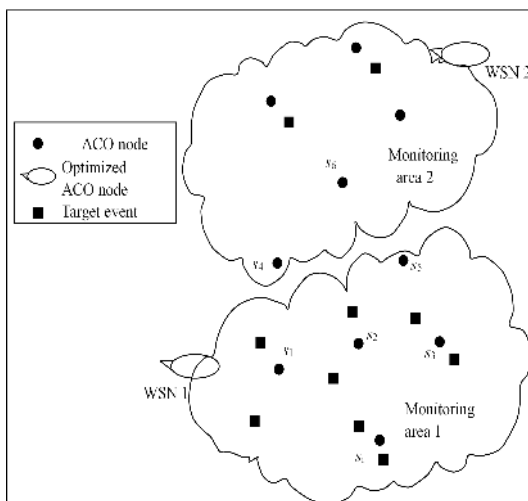 WSN 2
ACO node
Optimized
ACO node
Target event
Monitoring
area 2
s6
s4
s5
s1
s2
s3
WSN 1
Monitoring
area 1